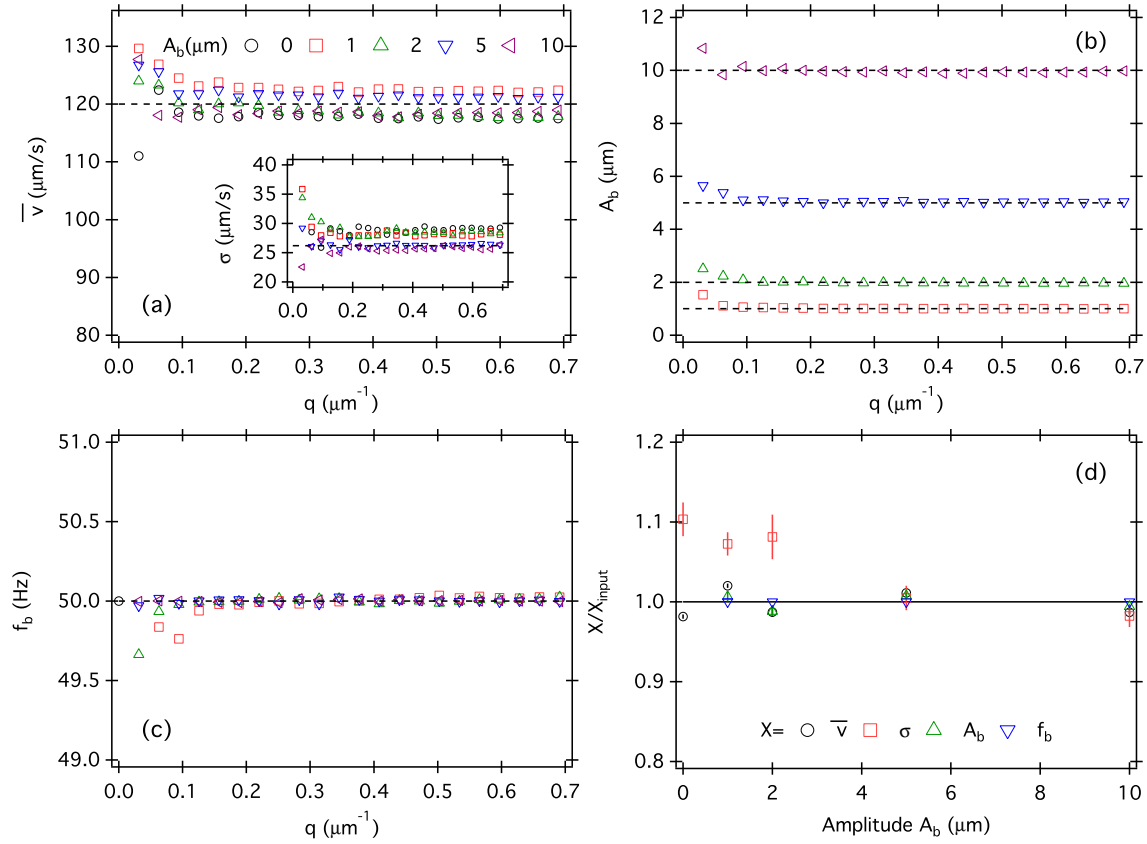 130
120
110
100
90
80
v̅ (μm/s)
A_b(μm) 0 1 2 5 10
(a)
0.0 0.1 0.2 0.3 0.4 0.5 0.6 0.7
q (μm⁻¹)
40
35
30
25
20
σ (μm/s)
0.0 0.2 0.4 0.6
12
10
8
6
4
2
0
A_b (μm)
(b)
0.0 0.1 0.2 0.3 0.4 0.5 0.6 0.7
q (μm⁻¹)
51.0
50.5
50.0
49.5
49.0
f_b (Hz)
(c)
0.0 0.1 0.2 0.3 0.4 0.5 0.6 0.7
q (μm⁻¹)
1.2
1.1
1.0
0.9
0.8
X/X_input
(d)
X= v̅ σ A_b f_b
0 2 4 6 8 10
Amplitude A_b (μm)